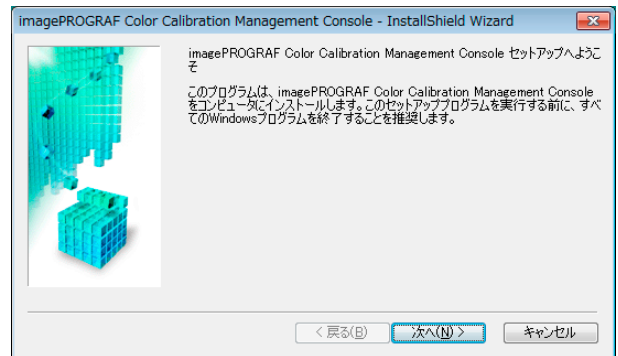 imagePROGRAF Color Calibration Management Console - InstallShield Wizard
imagePROGRAF Color Calibration Management Console セットアップへようこ
そ
このプログラムは、imagePROGRAF Color Calibration Management Console
をコンピュータにインストールします。このセットアッププログラムを実行する前に、すべ
てのWindowsプログラムを終了することを推奨します。
< 戻る(B)
次へ(N) >
キャンセル